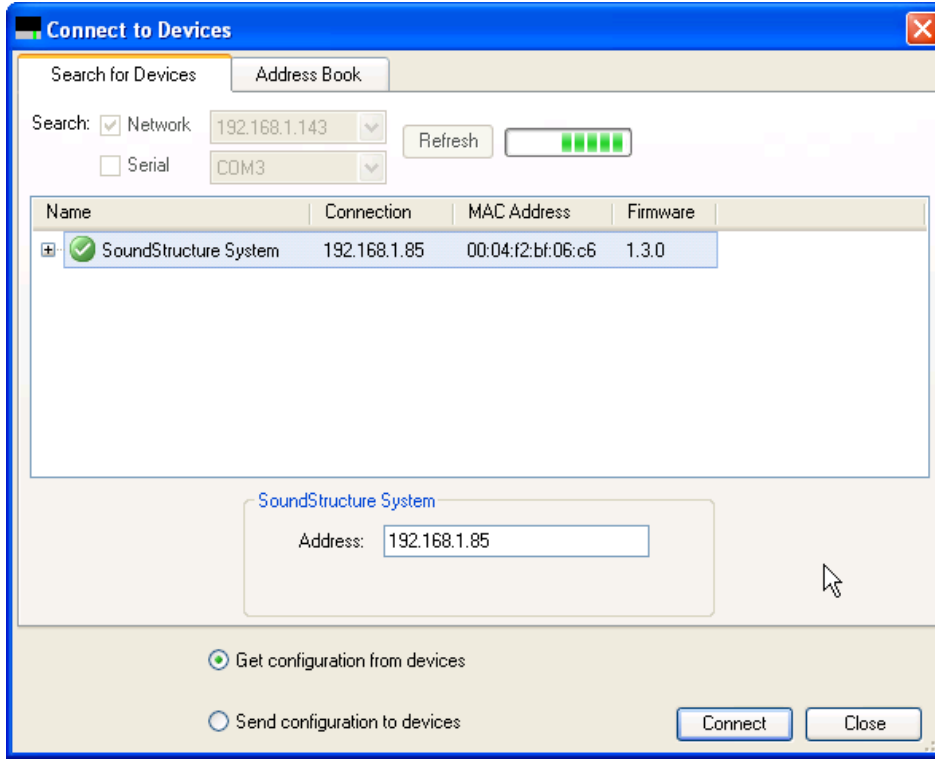 Connect to Devices
Search for Devices Address Book
Search: Network 192.168.1.143 Refresh
Serial COM3
Name Connection MAC Address Firmware
SoundStructure System 192.168.1.85 00:04:f2:bf:06:c6 1.3.0
SoundStructure System
Address: 192.168.1.85
Get configuration from devices
Send configuration to devices Connect Close